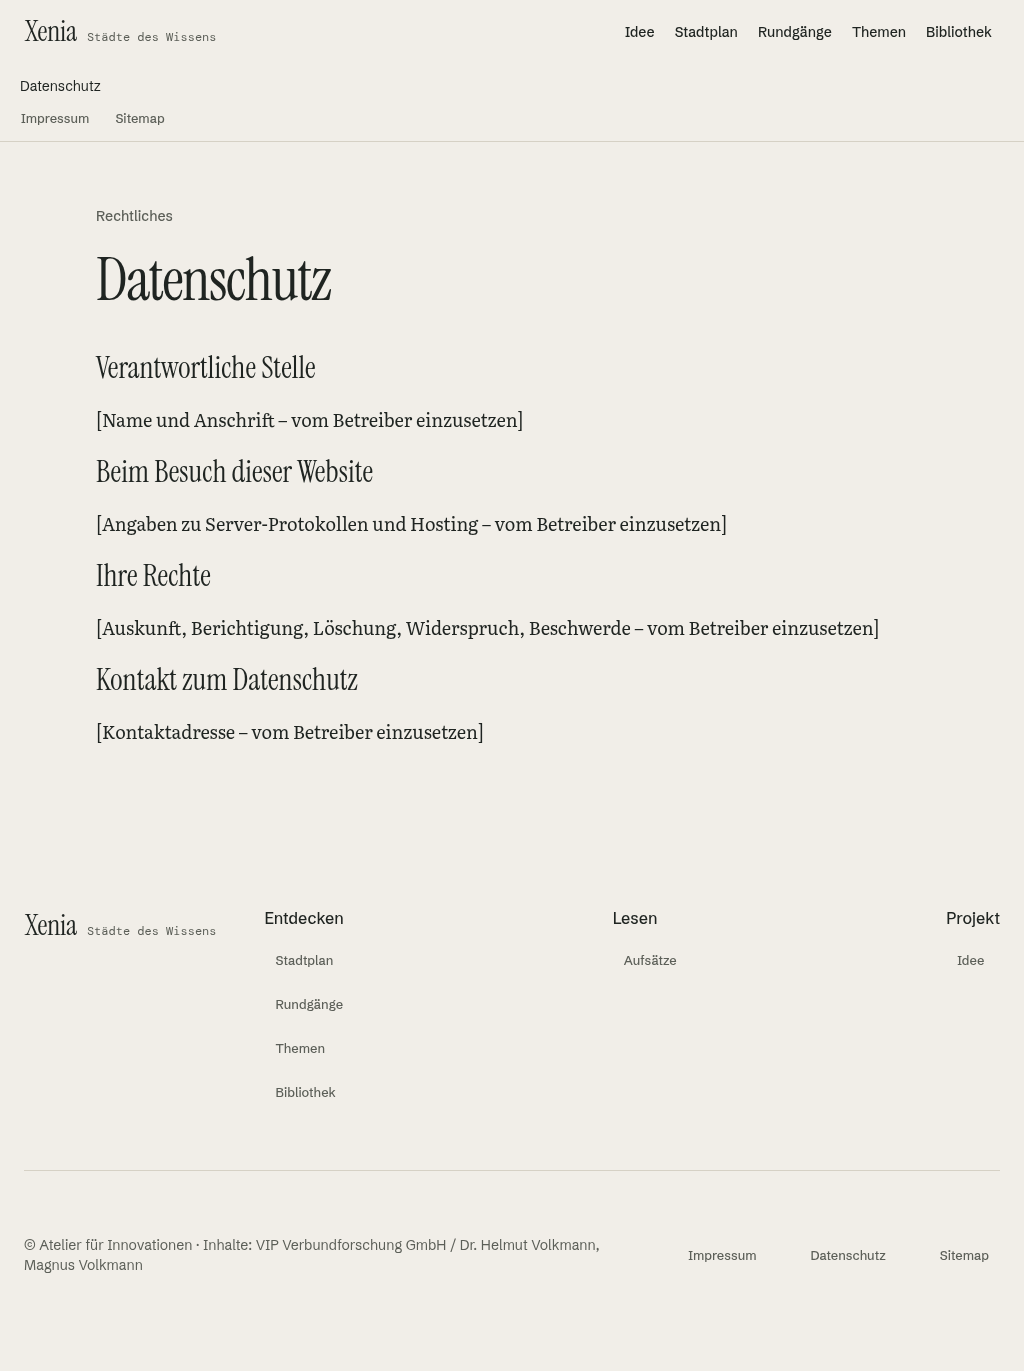 Xenia Städte des Wissens
Idee Stadtplan Rundgänge Themen Bibliothek
Datenschutz
Impressum Sitemap
Rechtliches
Datenschutz
Verantwortliche Stelle
[Name und Anschrift – vom Betreiber einzusetzen]
Beim Besuch dieser Website
[Angaben zu Server-Protokollen und Hosting – vom Betreiber einzusetzen]
Ihre Rechte
[Auskunft, Berichtigung, Löschung, Widerspruch, Beschwerde – vom Betreiber einzusetzen]
Kontakt zum Datenschutz
[Kontaktadresse – vom Betreiber einzusetzen]
Xenia Städte des Wissens
Entdecken
Stadtplan
Rundgänge
Themen
Bibliothek
Lesen
Aufsätze
Projekt
Idee
© Atelier für Innovationen · Inhalte: VIP Verbundforschung GmbH / Dr. Helmut Volkmann,
Magnus Volkmann
Impressum Datenschutz Sitemap